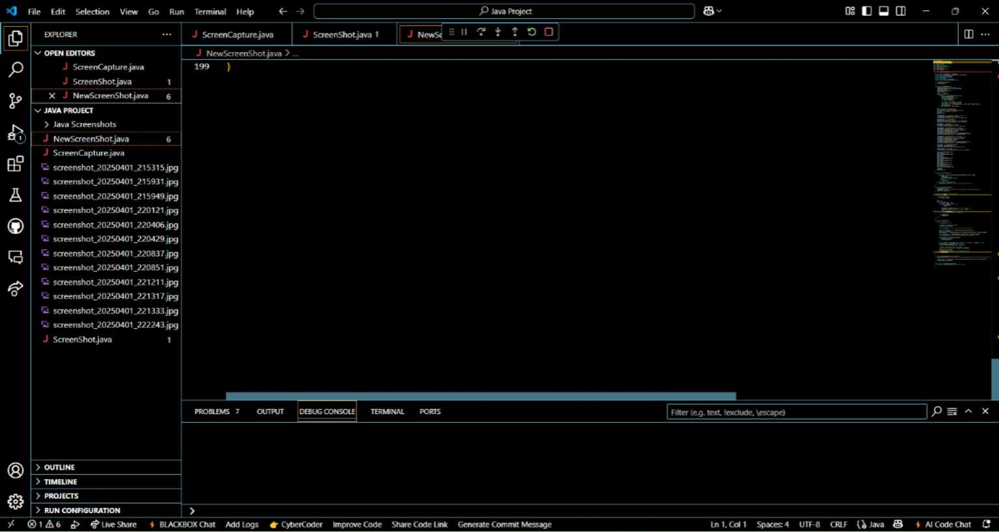 File Edit Selection View Go Run Terminal Help
Java Project
EXPLORER
OPEN EDITORS
ScreenCapture.java
ScreenShot.java 1
NewScreenShot.java 6
JAVA PROJECT
Java Screenshots
NewScreenShot.java 6
ScreenCapture.java
screenshot_20250401_215315.jpg
screenshot_20250401_215931.jpg
screenshot_20250401_215949.jpg
screenshot_20250401_220121.jpg
screenshot_20250401_220406.jpg
screenshot_20250401_220429.jpg
screenshot_20250401_220837.jpg
screenshot_20250401_220851.jpg
screenshot_20250401_221211.jpg
screenshot_20250401_221317.jpg
screenshot_20250401_221333.jpg
screenshot_20250401_222243.jpg
ScreenShot.java 1
OUTLINE
TIMELINE
PROJECTS
RUN CONFIGURATION
1
ScreenCapture.java ScreenShot.java 1 NewSc
NewScreenShot.java > ...
199 }
PROBLEMS 7 OUTPUT DEBUG CONSOLE TERMINAL PORTS
Filter (e.g. text, !exclude, \escape)
1 6 Live Share BLACKBOX Chat Add Logs CyberCoder Improve Code Share Code Link Generate Commit Message Ln 1, Col 1 Spaces: 4 UTF-8 CRLF Java AI Code Chat